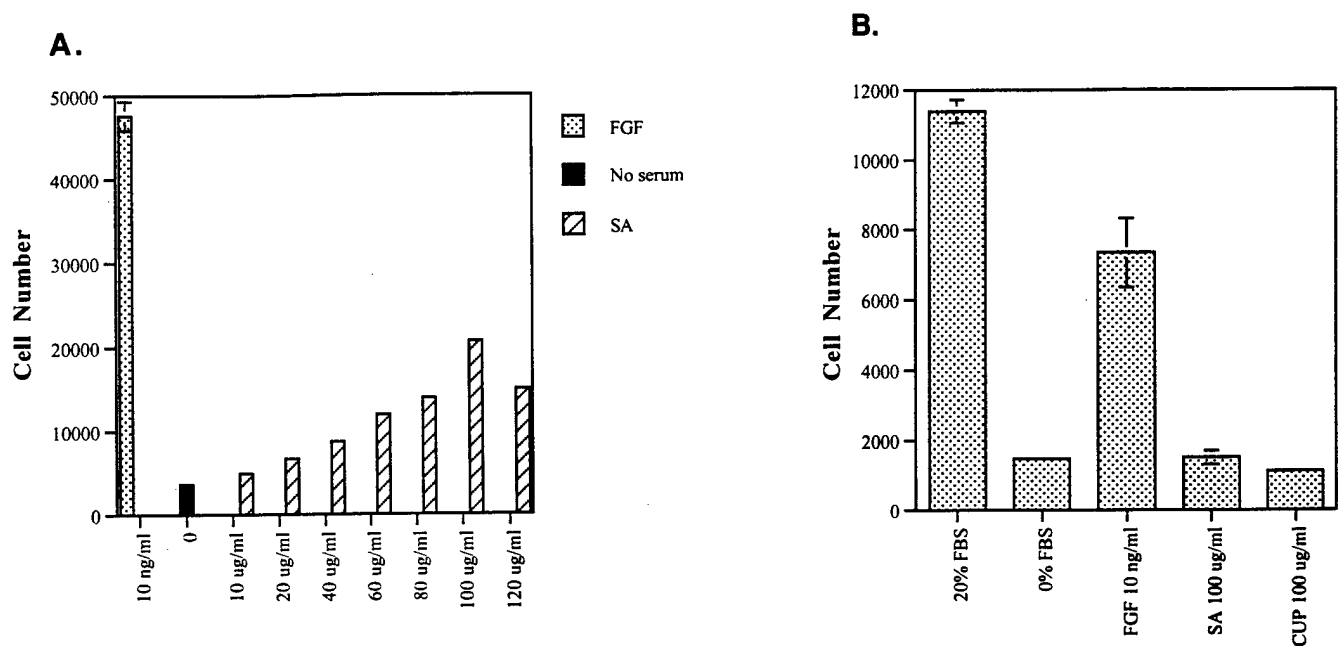 A.
50000
40000
30000
20000
10000
0
Cell Number
10 ng/ml
0
10 ug/ml
20 ug/ml
40 ug/ml
60 ug/ml
80 ug/ml
100 ug/ml
120 ug/ml
FGF
No serum
SA
B.
12000
10000
8000
6000
4000
2000
0
Cell Number
20% FBS
0% FBS
FGF 10 ng/ml
SA 100 ug/ml
CUP 100 ug/ml